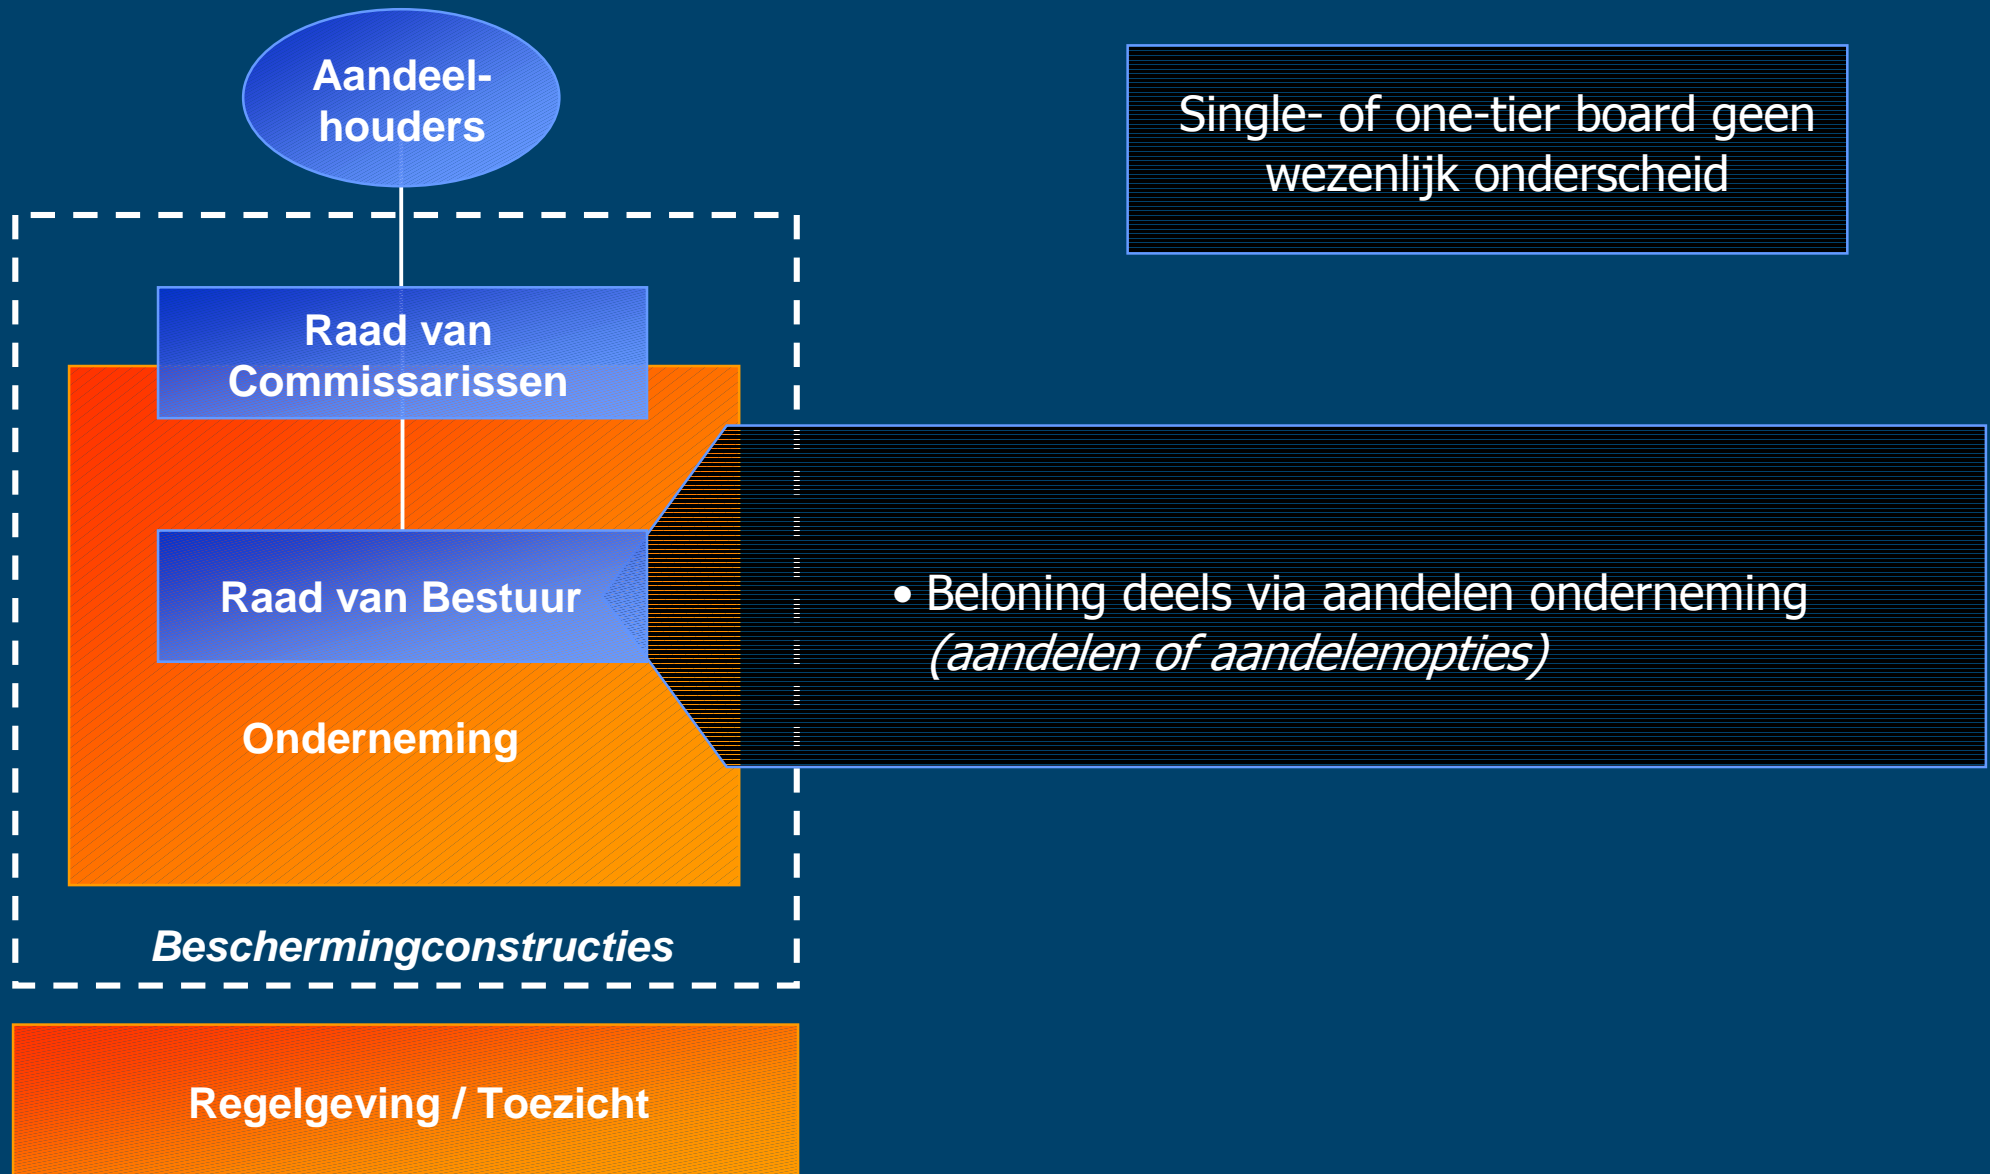 Aandeel-
houders
Single- of one-tier board geen
wezenlijk onderscheid
Raad van
Commissarissen
Raad van Bestuur
• Beloning deels via aandelen onderneming
(aandelen of aandelenopties)
Onderneming
Beschermingconstructies
Regelgeving / Toezicht